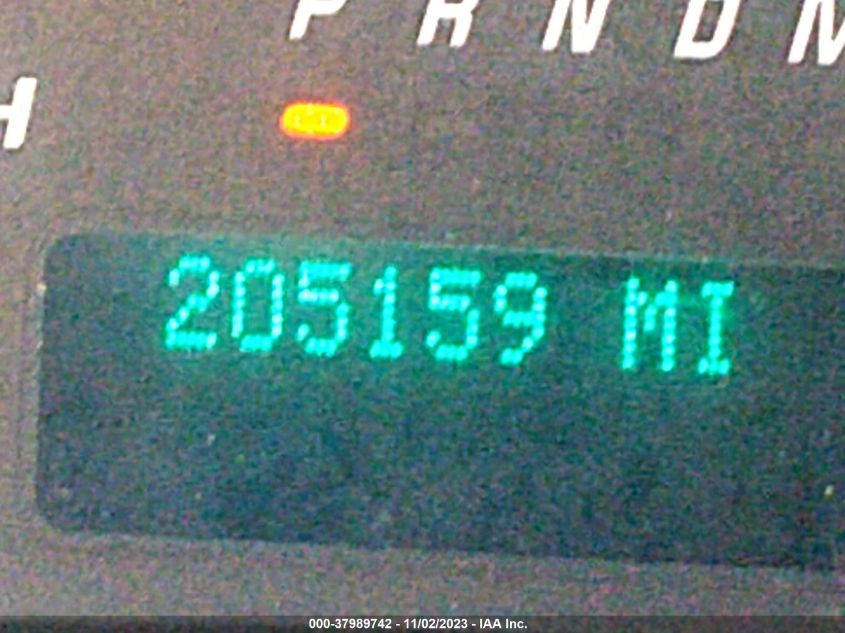 P R N D M
H
205159 MI
000-37989742 - 11/02/2023 - IAA Inc.